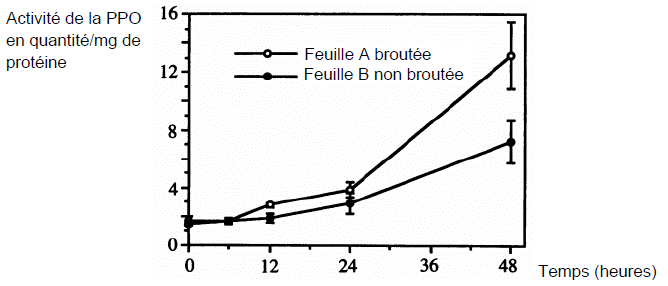 Activité de la PPO
en quantité/mg de
protéine
16
12
8
4
0
Feuille A broutée
Feuille B non broutée
0 12 24 36 48
Temps (heures)